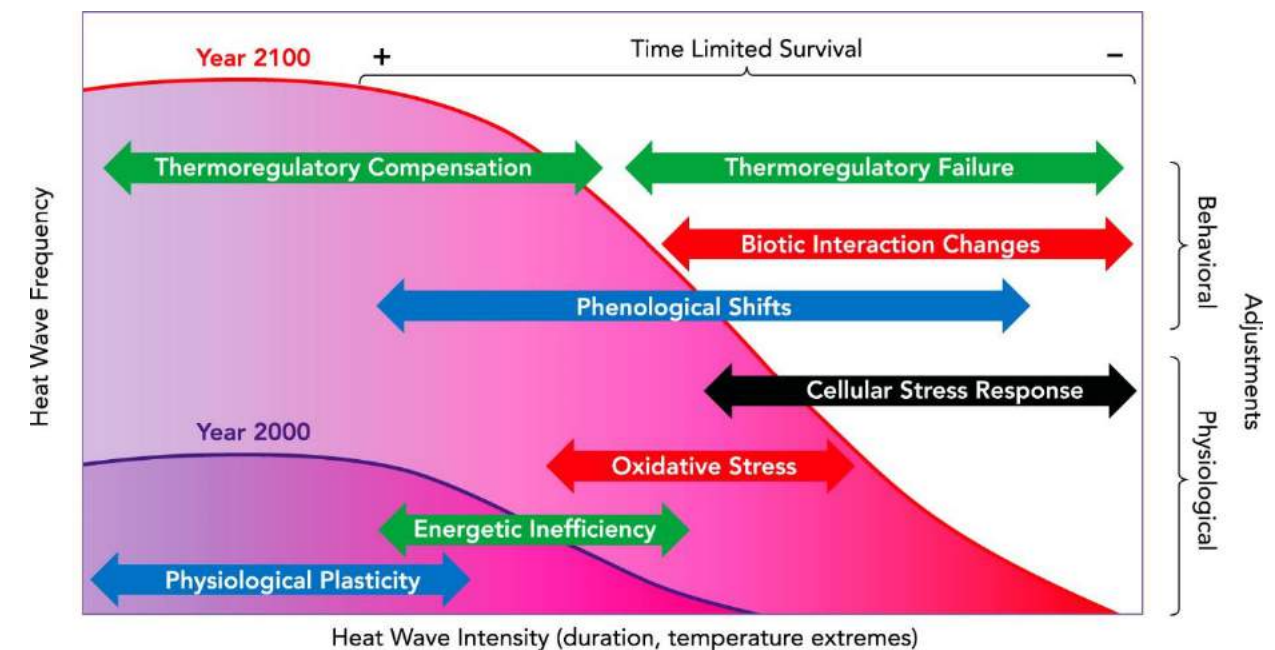 Year 2100
+
Time Limited Survival
−
Thermoregulatory Compensation
Thermoregulatory Failure
Biotic Interaction Changes
Phenological Shifts
Cellular Stress Response
Year 2000
Oxidative Stress
Energetic Inefficiency
Physiological Plasticity
Heat Wave Frequency
Behavioral
Physiological
Adjustments
Heat Wave Intensity (duration, temperature extremes)